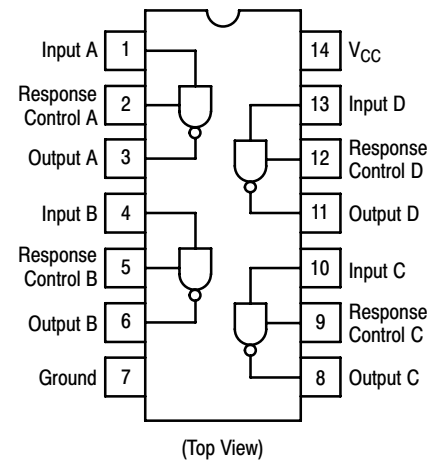 Input A 1
Response
Control A 2
Output A 3
Input B 4
Response
Control B 5
Output B 6
Ground 7
14 VCC
13 Input D
12 Response
Control D
11 Output D
10 Input C
9 Response
Control C
8 Output C
(Top View)